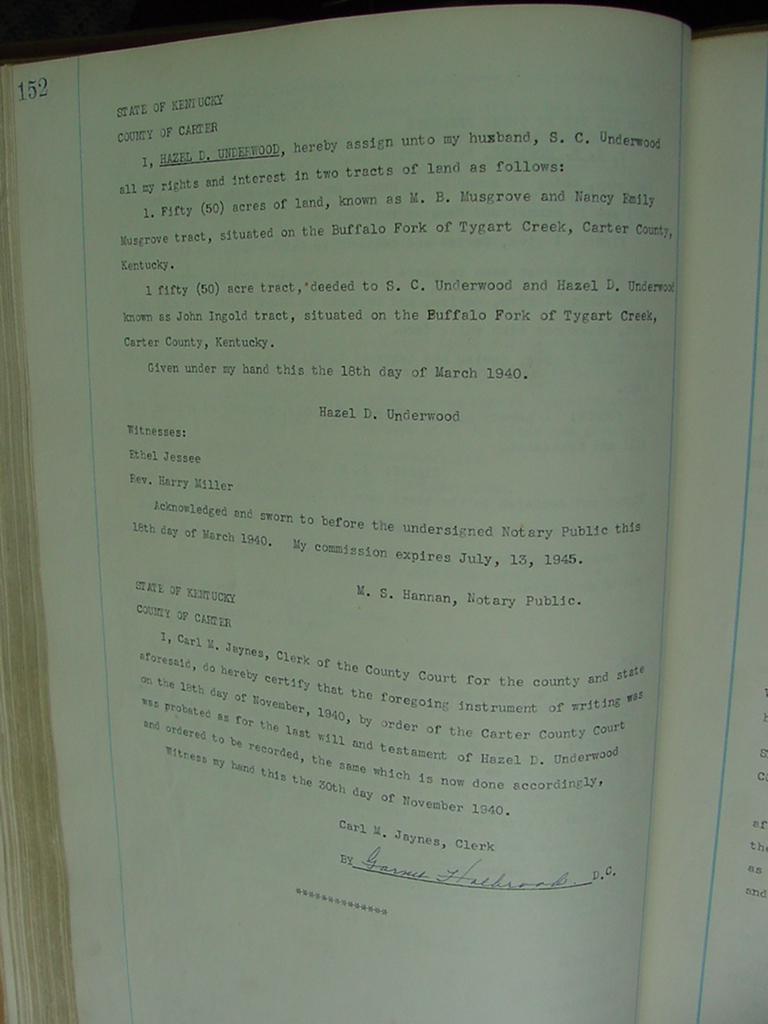 152
STATE OF KENTUCKY
COUNTY OF CARTER
I, HAZEL D. UNDERWOOD, hereby assign unto my husband, S. C. Underwood
all my rights and interest in two tracts of land as follows:
1. Fifty (50) acres of land, known as M. B. Musgrove and Nancy Emily
Musgrove tract, situated on the Buffalo Fork of Tygart Creek, Carter County,
Kentucky.
1 fifty (50) acre tract, deeded to S. C. Underwood and Hazel D. Underwood
known as John Ingold tract, situated on the Buffalo Fork of Tygart Creek,
Carter County, Kentucky.
Given under my hand this the 18th day of March 1940.
Hazel D. Underwood
Witnesses:
Ethel Jessee
Rev. Harry Miller
Acknowledged and sworn to before the undersigned Notary Public this
18th day of March 1940. My commission expires July, 13, 1945.
M. S. Hannan, Notary Public.
STATE OF KENTUCKY
COUNTY OF CARTER
I, Carl M. Jaynes, Clerk of the County Court for the county and state
aforesaid, do hereby certify that the foregoing instrument of writing was
on the 18th day of November, 1940, by order of the Carter County Court
was probated as for the last will and testament of Hazel D. Underwood
and ordered to be recorded, the same which is now done accordingly,
Witness my hand this the 30th day of November 1940.
Carl M. Jaynes, Clerk
BY Holbrook D.C.
**************
af
the
as
and